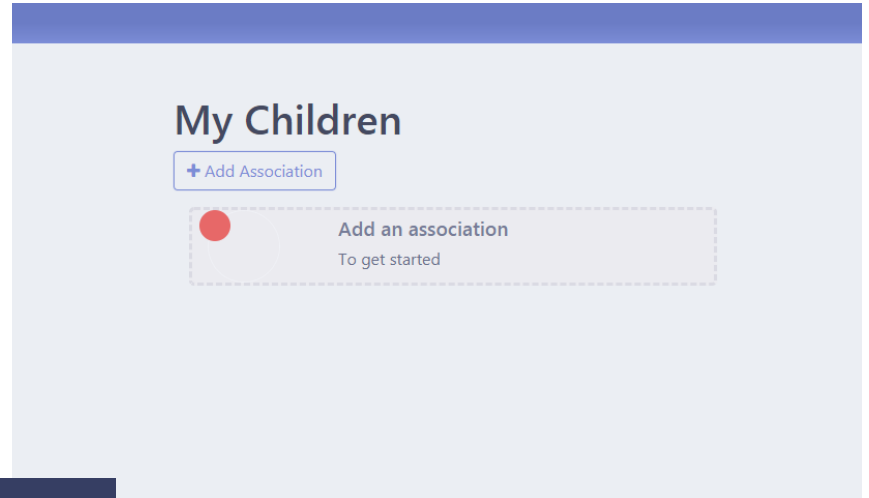 My Children
+ Add Association
Add an association
To get started